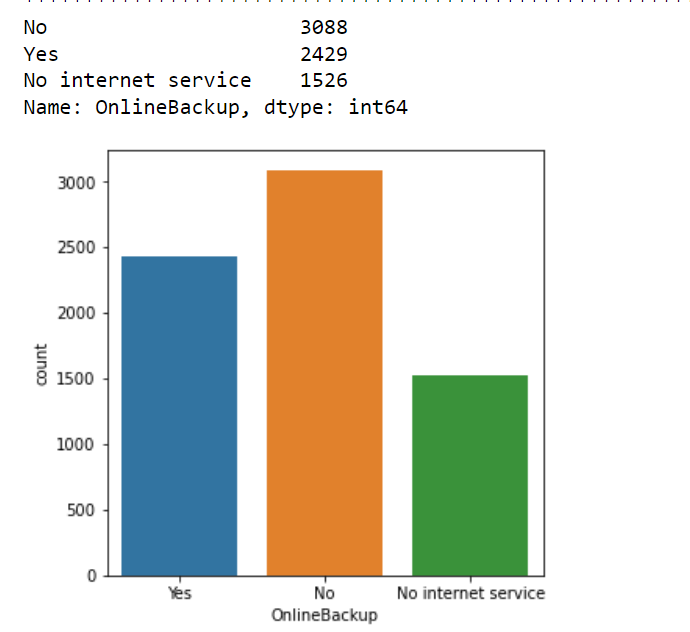 No 3088
Yes 2429
No internet service 1526
Name: OnlineBackup, dtype: int64
3000
2500
2000
1500
1000
500
0
count
Yes No No internet service
OnlineBackup